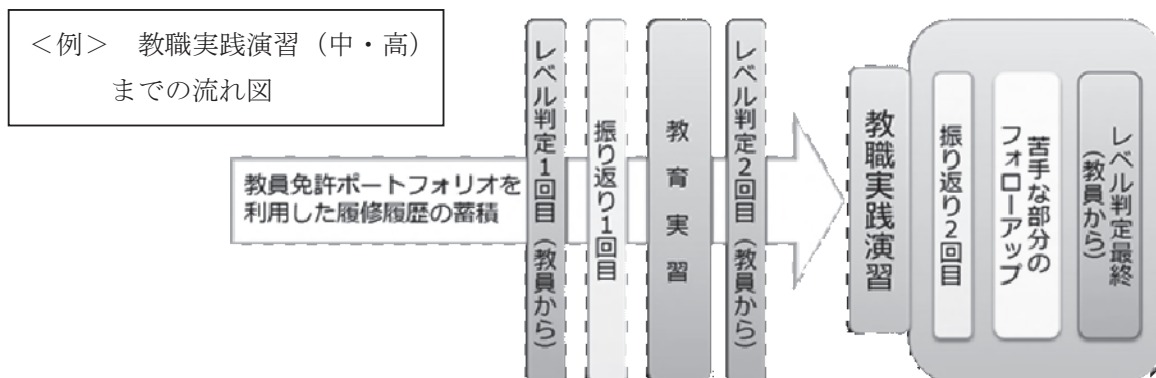 <例> 教職実践演習(中・高)
までの流れ図
教員免許ポートフォリオを
利用した履修履歴の蓄積
レベル判定1回目(教員から)
振り返り1回目
教育実習
レベル判定2回目(教員から)
教職実践演習
振り返り2回目
苦手な部分の
フォローアップ
レベル判定最終
(教員から)